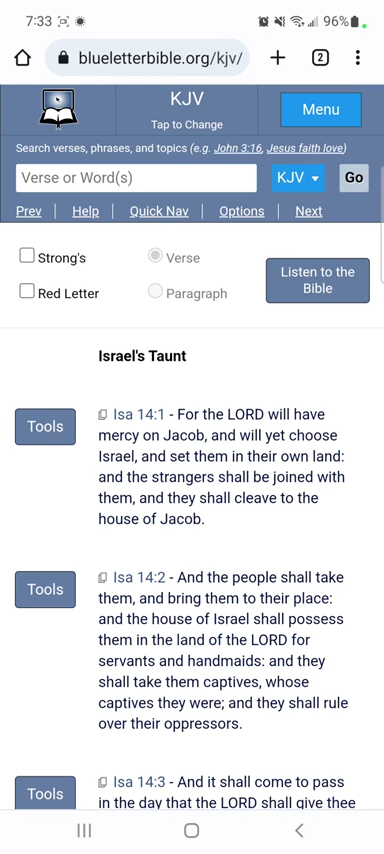 7:33
96%
blueletterbible.org/kjv/
2
KJV
Tap to Change
Menu
Search verses, phrases, and topics (e.g. John 3:16, Jesus faith love)
Verse or Word(s)
KJV
Go
Prev | Help | Quick Nav | Options | Next
Strong's
Verse
Red Letter
Paragraph
Listen to the
Bible
Israel's Taunt
Tools
Isa 14:1 - For the LORD will have
mercy on Jacob, and will yet choose
Israel, and set them in their own land:
and the strangers shall be joined with
them, and they shall cleave to the
house of Jacob.
Tools
Isa 14:2 - And the people shall take
them, and bring them to their place:
and the house of Israel shall possess
them in the land of the LORD for
servants and handmaids: and they
shall take them captives, whose
captives they were; and they shall rule
over their oppressors.
Tools
Isa 14:3 - And it shall come to pass
in the day that the LORD shall give thee